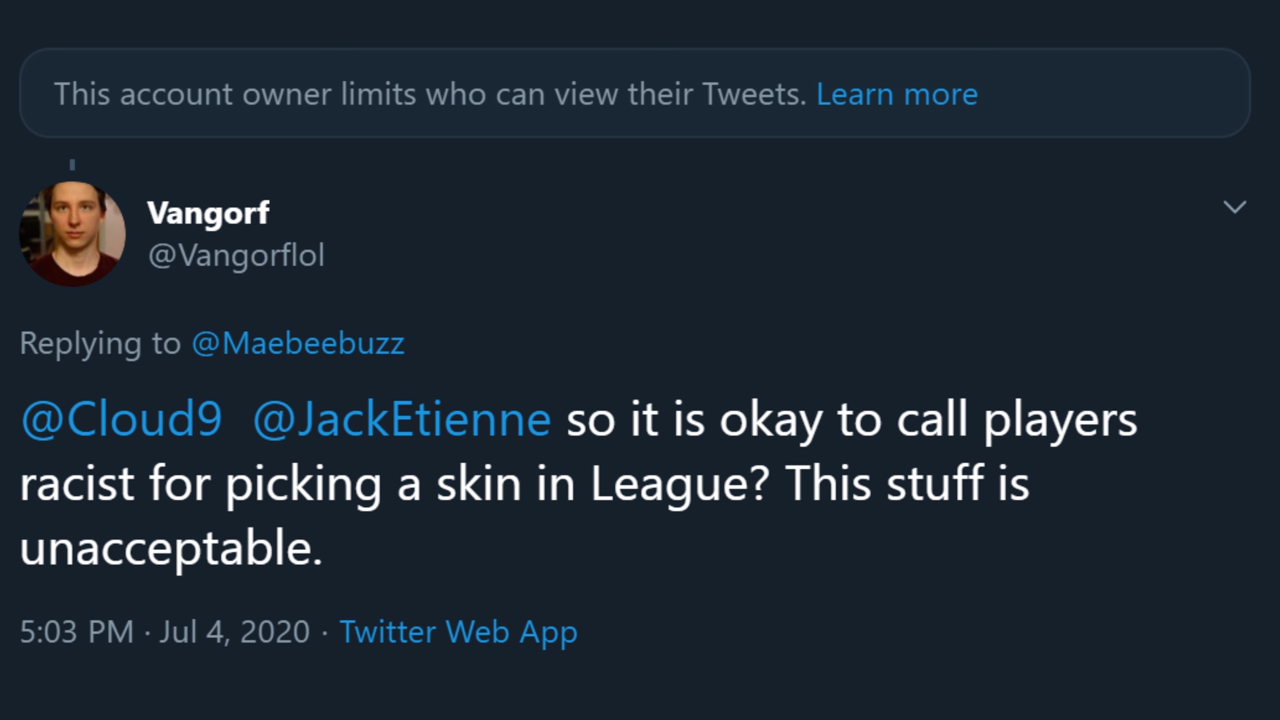 This account owner limits who can view their Tweets. Learn more
Vangorf
@Vangorflol
Replying to @Maebeebuzz
@Cloud9 @JackEtienne so it is okay to call players
racist for picking a skin in League? This stuff is
unacceptable.
5:03 PM · Jul 4, 2020 · Twitter Web App